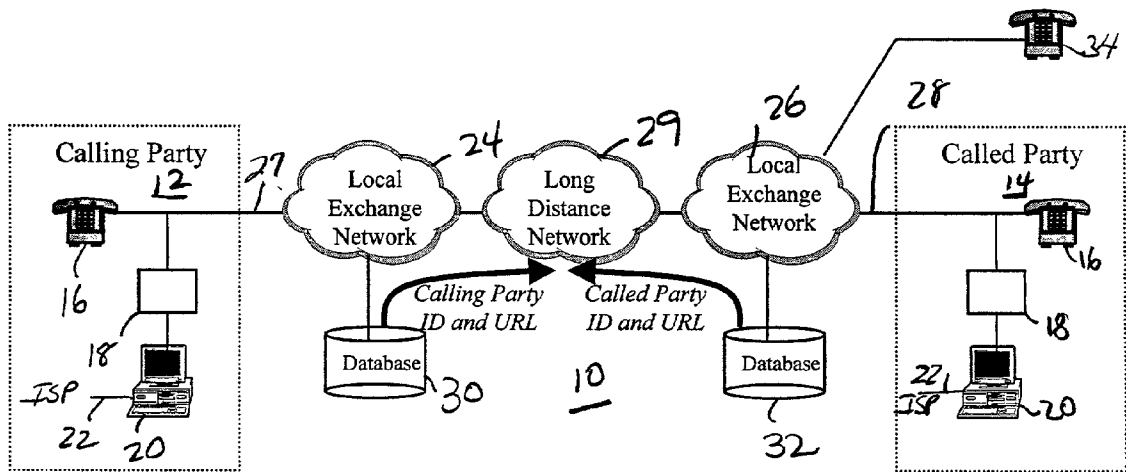 34
28
26
29
24
Calling Party
12
27
Local
Exchange
Network
Long
Distance
Network
Local
Exchange
Network
Called Party
14
16
16
18
18
Calling Party
ID and URL
Called Party
ID and URL
Database
30
10
Database
32
ISP
22
20
22
ISP
20